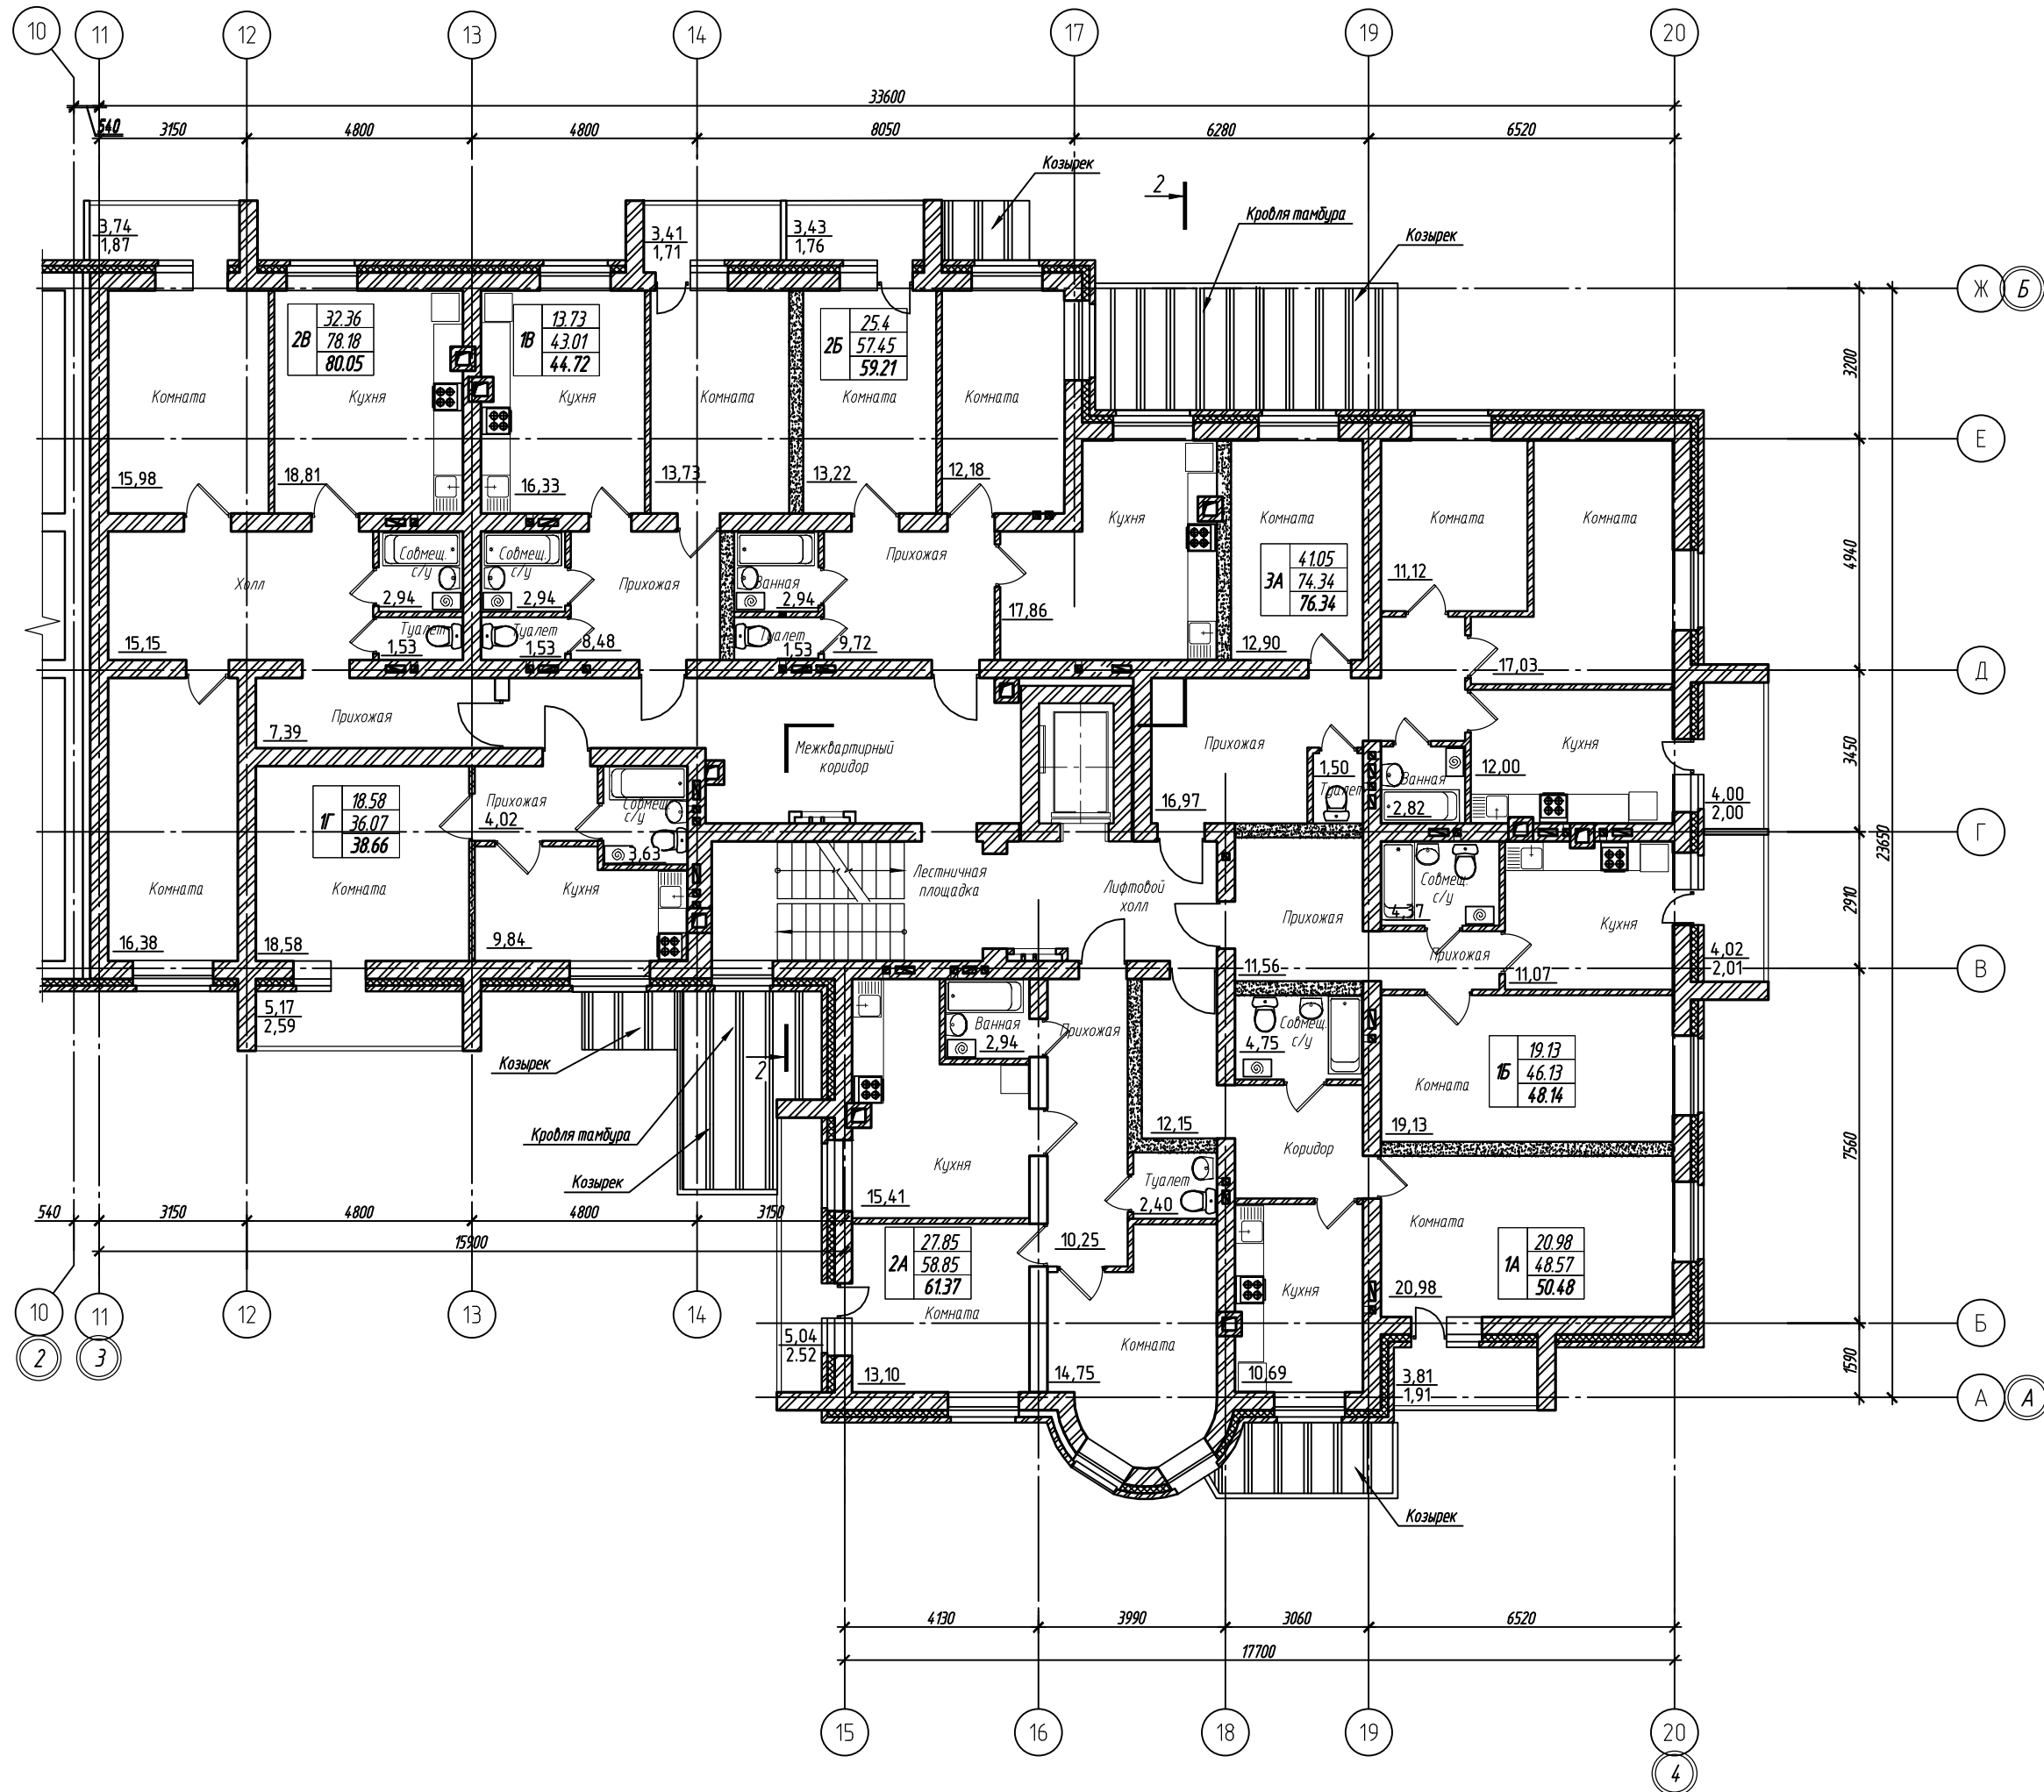 10
11
12
13
14
17
19
20
33600
540
3150
4800
4800
8050
6280
6520
Козырек
2
Кровля тамбура
Козырек
3,74
1,87
3,41
1,71
3,43
1,76
Ж
Б
2В
32.36
78.18
80.05
1В
13.73
43.01
44.72
2Б
25.4
57.45
59.21
3200
Комната
Кухня
Кухня
Комната
Комната
Комната
Е
15,98
18,81
16,33
13,73
13,22
12,18
Кухня
Комната
Комната
Комната
Холл
Совмещ.
с/у
Совмещ.
с/у
Прихожая
Ванная
Прихожая
3А
41.05
74.34
76.34
11,12
4940
2,94
2,94
2,94
17,86
Туалет
Туалет
Туалет
15,15
1,53
1,53
8,48
1,53
9,72
12,90
17,03
Д
Прихожая
7,39
Межквартирный
коридор
Прихожая
Кухня
1,50
Туалет
Ванная
12,00
3450
1Г
18.58
36.07
38.66
Прихожая
4,02
Совмещ.
с/у
16,97
2,82
4,00
2,00
Г
23650
3,63
Комната
Комната
Кухня
Лестничная
площадка
Лифтовой
холл
Совмещ.
с/у
4,37
Прихожая
Кухня
2910
16,38
18,58
9,84
11,56
Прихожая
11,07
4,02
2,01
В
5,17
2,59
Козырек
2
Ванная
2,94
Прихожая
4,75
Совмещ.
с/у
Комната
1Б
19.13
46.13
48.14
Кровля тамбура
12,15
19,13
Козырек
Кухня
15,41
Коридор
7560
Туалет
2,40
540
3150
4800
4800
3150
15900
10,25
Комната
2А
27.85
58.85
61.37
1А
20.98
48.57
50.48
Кухня
20,98
10
11
12
13
14
Комната
Комната
Б
2
3
5,04
2.52
13,10
14,75
10,69
3,81
1,91
1590
А
А
Козырек
4130
3990
3060
6520
17700
15
16
18
19
20
4